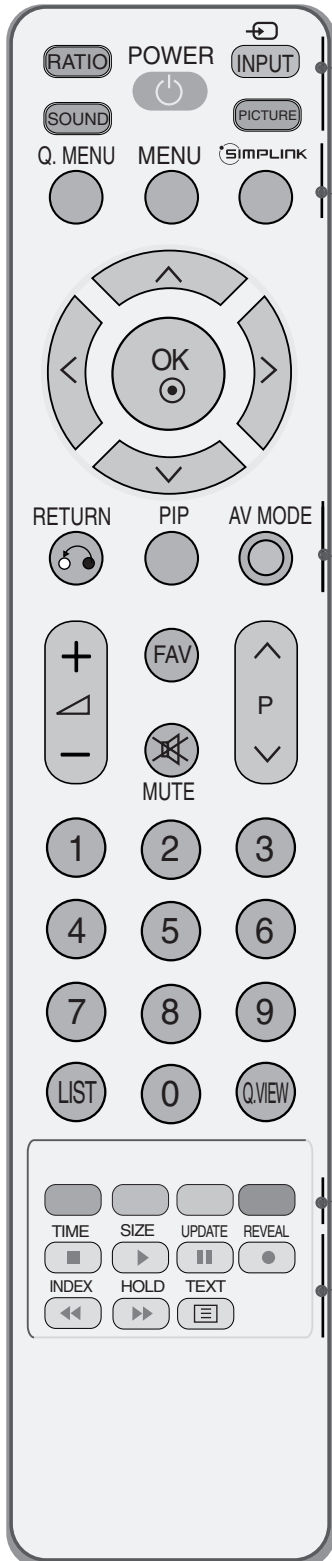 RATIO POWER INPUT
SOUND PICTURE
Q. MENU MENU SIMPLINK
OK
RETURN PIP AV MODE
FAV
P
MUTE
1 2 3
4 5 6
7 8 9
LIST 0 Q.VIEW
TIME SIZE UPDATE REVEAL
INDEX HOLD TEXT